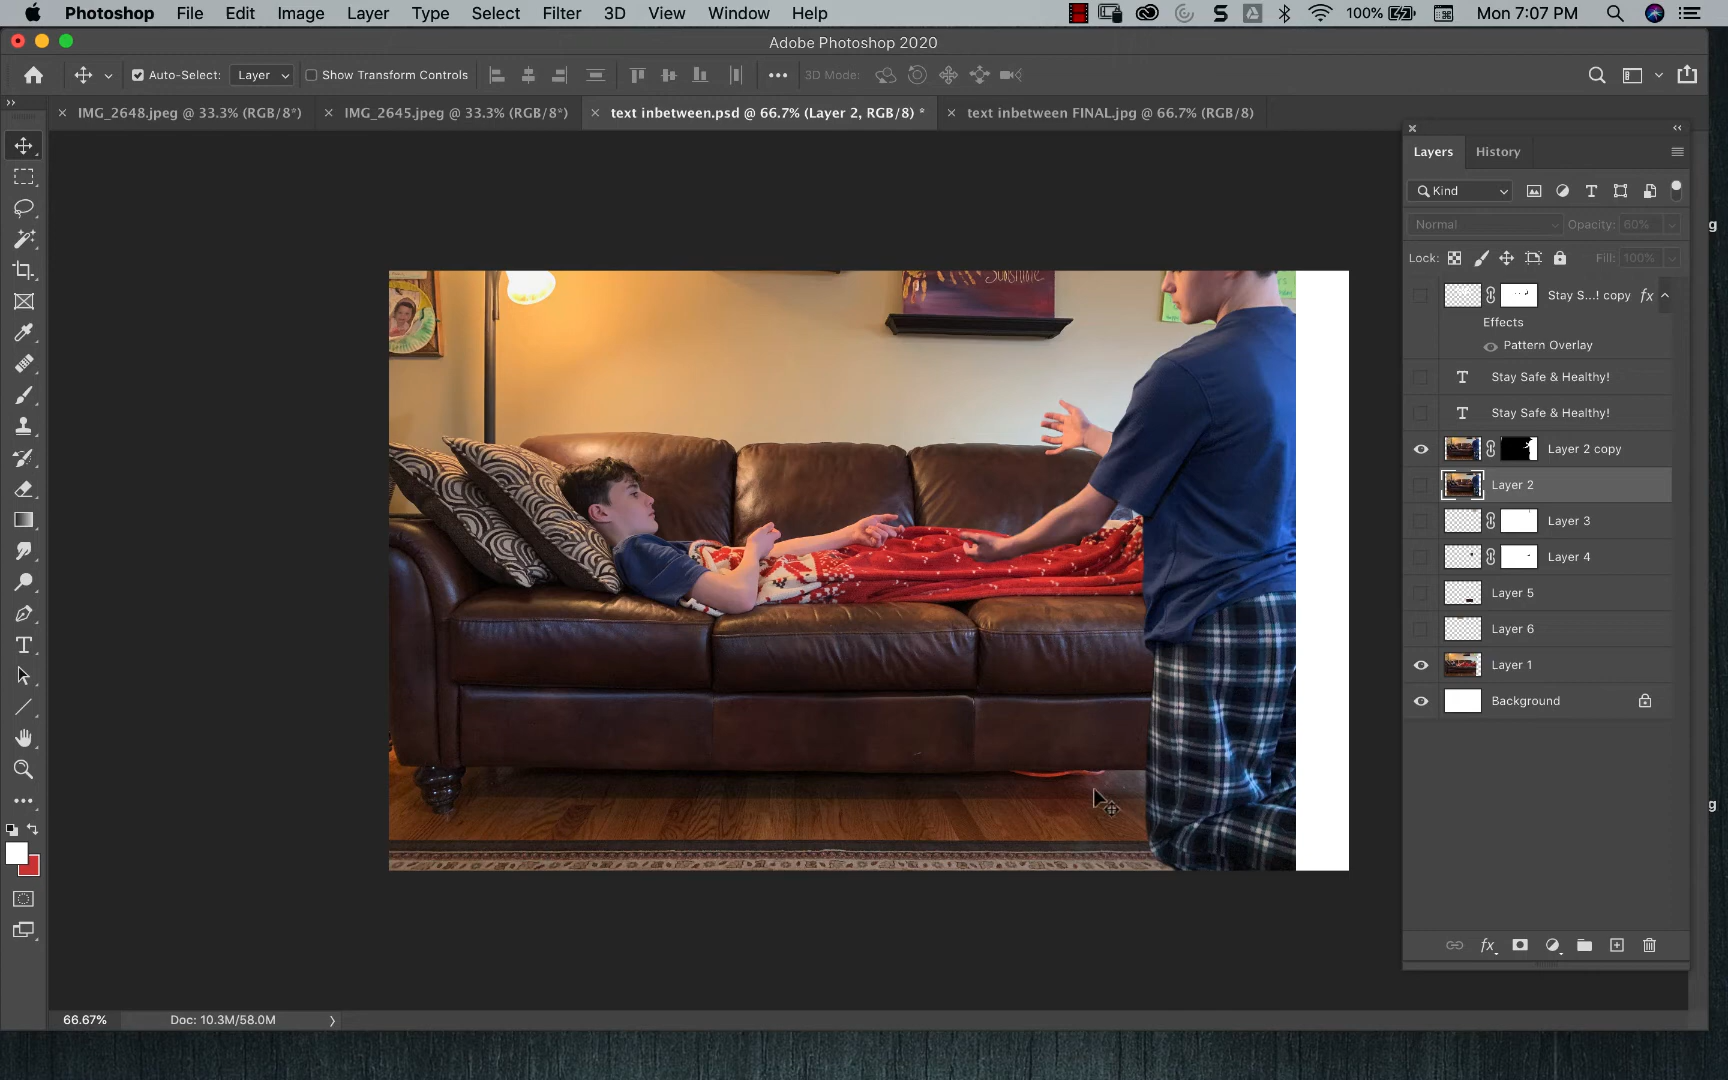 Photoshop File Edit Image Layer Type Select Filter 3D View Window Help 100% Mon 7:07 PM
Adobe Photoshop 2020
Auto-Select: Layer Show Transform Controls 3D Mode:
IMG_2648.jpeg @ 33.3% (RGB/8*) IMG_2645.jpeg @ 33.3% (RGB/8*) text inbetween.psd @ 66.7% (Layer 2, RGB/8) * text inbetween FINAL.jpg @ 66.7% (RGB/8)
Layers History
Kind
Normal Opacity: 60%
g
Lock: Fill: 100%
SUNSHINE
Stay S...! copy fx
Effects
Pattern Overlay
T Stay Safe & Healthy!
T Stay Safe & Healthy!
Layer 2 copy
Layer 2
Layer 3
Layer 4
Layer 5
Layer 6
Layer 1
Background
g
fx
66.67% Doc: 10.3M/58.0M